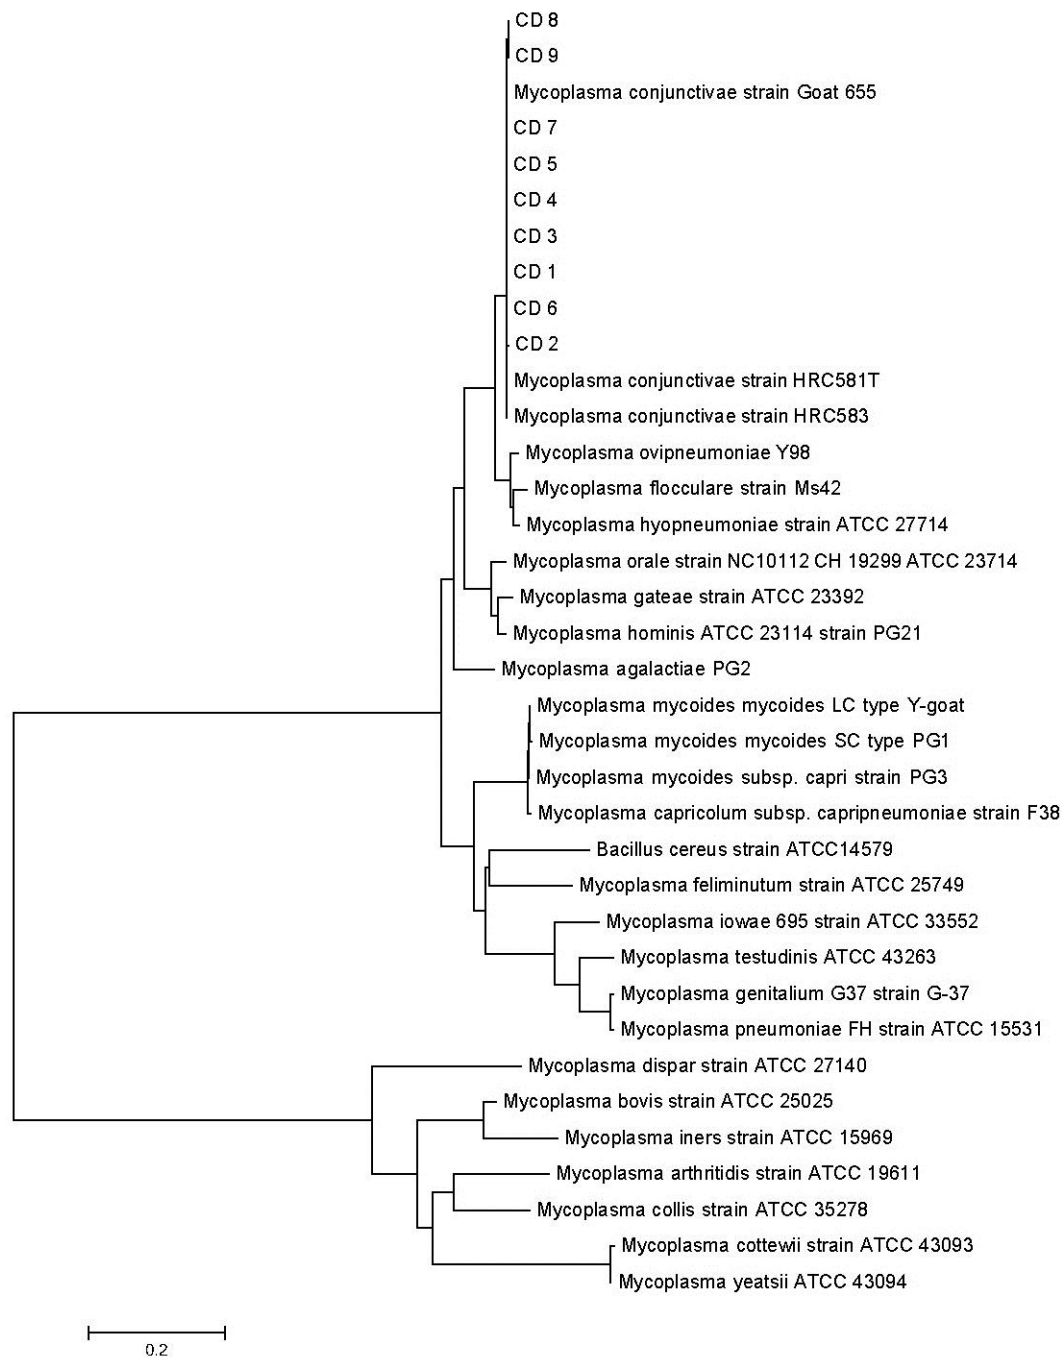 CD 8
CD 9
Mycoplasma conjunctivae strain Goat 655
CD 7
CD 5
CD 4
CD 3
CD 1
CD 6
CD 2
Mycoplasma conjunctivae strain HRC581T
Mycoplasma conjunctivae strain HRC583
Mycoplasma ovipneumoniae Y98
Mycoplasma flocculare strain Ms42
Mycoplasma hyopneumoniae strain ATCC 27714
Mycoplasma orale strain NC10112 CH 19299 ATCC 23714
Mycoplasma gateae strain ATCC 23392
Mycoplasma hominis ATCC 23114 strain PG21
Mycoplasma agalactiae PG2
Mycoplasma mycoides mycoides LC type Y-goat
Mycoplasma mycoides mycoides SC type PG1
Mycoplasma mycoides subsp. capri strain PG3
Mycoplasma capricolum subsp. capripneumoniae strain F38
Bacillus cereus strain ATCC14579
Mycoplasma feliminutum strain ATCC 25749
Mycoplasma iowae 695 strain ATCC 33552
Mycoplasma testudinis ATCC 43263
Mycoplasma genitalium G37 strain G-37
Mycoplasma pneumoniae FH strain ATCC 15531
Mycoplasma dispar strain ATCC 27140
Mycoplasma bovis strain ATCC 25025
Mycoplasma iners strain ATCC 15969
Mycoplasma arthritidis strain ATCC 19611
Mycoplasma collis strain ATCC 35278
Mycoplasma cottewii strain ATCC 43093
Mycoplasma yeatsii ATCC 43094
0.2